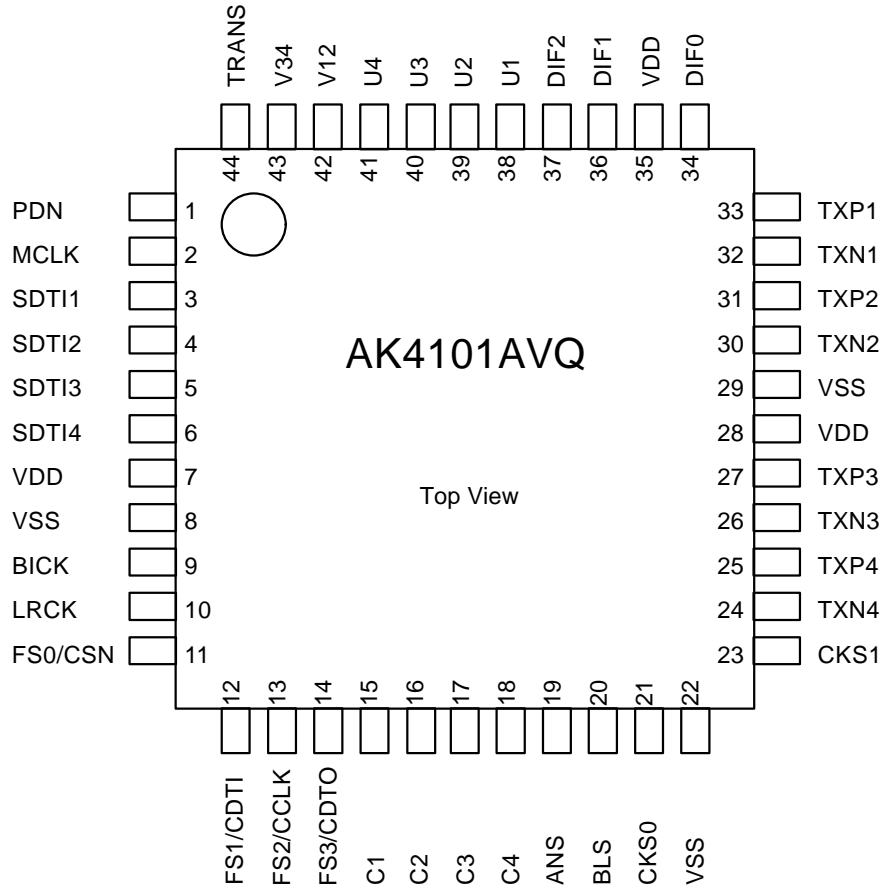 TRANS V34 V12 U4 U3 U2 U1 DIF2 DIF1 VDD DIF0
44 43 42 41 40 39 38 37 36 35 34
PDN 1 33 TXP1
MCLK 2 32 TXN1
SDTI1 3 31 TXP2
SDTI2 4 30 TXN2
AK4101AVQ
SDTI3 5 29 VSS
SDTI4 6 28 VDD
VDD 7 27 TXP3
Top View
VSS 8 26 TXN3
BICK 9 25 TXP4
LRCK 10 24 TXN4
FS0/CSN 11 23 CKS1
12 13 14 15 16 17 18 19 20 21 22
FS1/CDTI FS2/CCLK FS3/CDTO C1 C2 C3 C4 ANS BLS CKS0 VSS